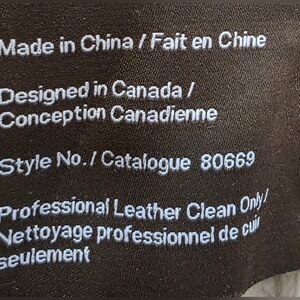 Made in China / Fait en Chine
Designed in Canada /
Conception Canadienne
Style No. / Catalogue 80669
Professional Leather Clean Only/
Nettoyage professionnel de cuir
seulement